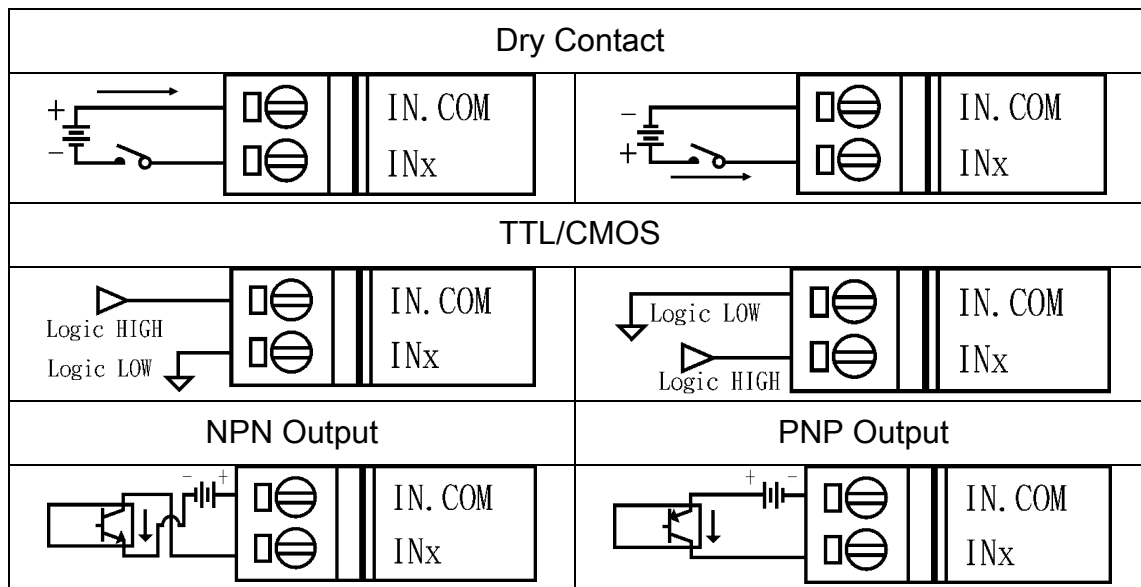 Dry Contact
+
-
IN.COM
INx
-
+
IN.COM
INx
TTL/CMOS
Logic HIGH
Logic LOW
IN.COM
INx
Logic LOW
Logic HIGH
IN.COM
INx
NPN Output
PNP Output
- +
IN.COM
INx
+ -
IN.COM
INx